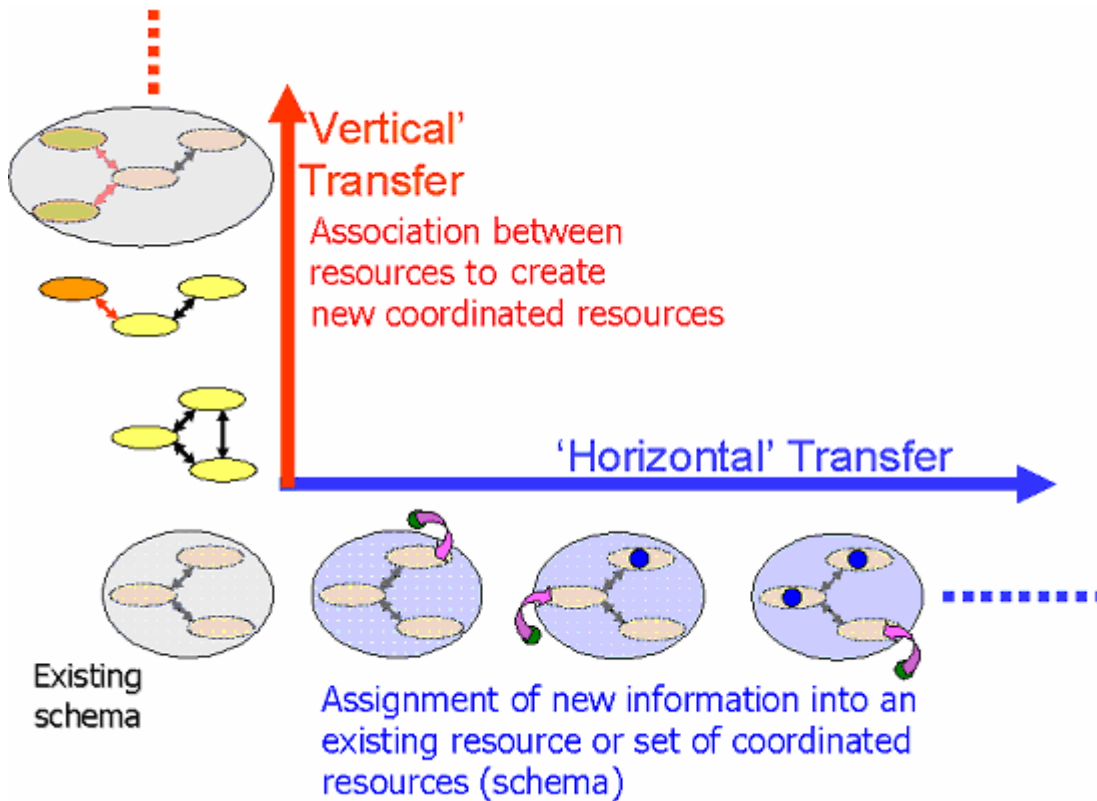 'Vertical'
Transfer
Association between
resources to create
new coordinated resources
‘Horizontal’ Transfer
Existing
schema
Assignment of new information into an
existing resource or set of coordinated
resources (schema)